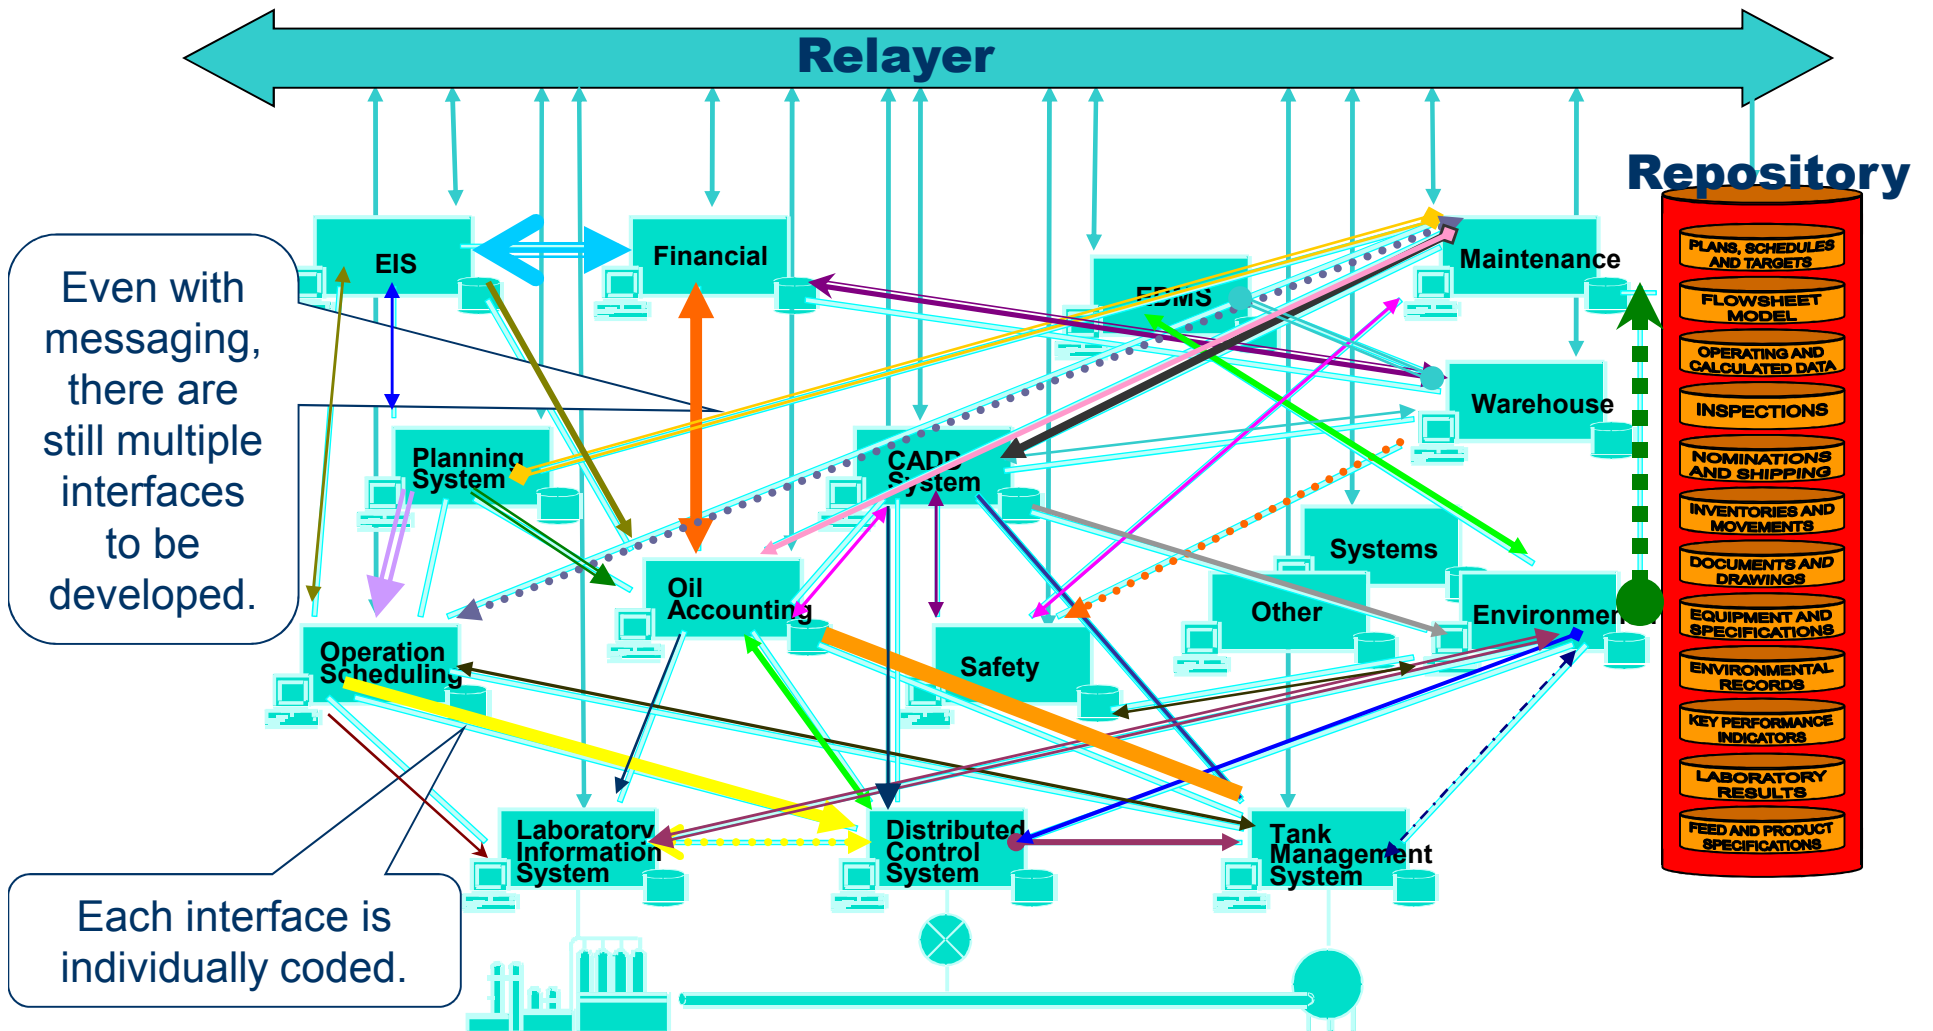 Relayer
Repository
EIS
Financial
EDMS
Maintenance
Even with
messaging,
there are
still multiple
interfaces
to be
developed.
Planning
System
CADD
System
Warehouse
Systems
Oil
Accounting
Other
Environmen
Operation
Scheduling
Safety
Laboratory
Information
System
Distributed
Control
System
Tank
Management
System
Each interface is
individually coded.
PLANS, SCHEDULES
AND TARGETS
FLOWSHEET
MODEL
OPERATING AND
CALCULATED DATA
INSPECTIONS
NOMINATIONS
AND SHIPPING
INVENTORIES AND
MOVEMENTS
DOCUMENTS AND
DRAWINGS
EQUIPMENT AND
SPECIFICATIONS
ENVIRONMENTAL
RECORDS
KEY PERFORMANCE
INDICATORS
LABORATORY
RESULTS
FEED AND PRODUCT
SPECIFICATIONS